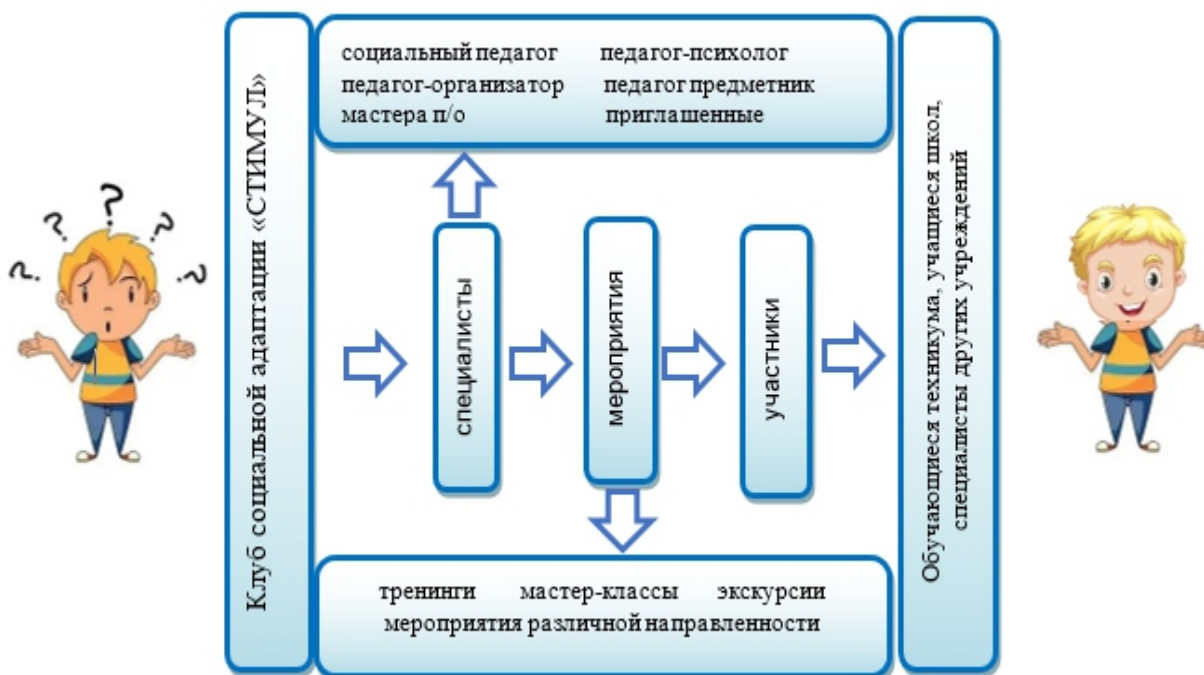 Клуб социальной адаптации «СТИМУЛ»
социальный педагог педагог-психолог
педагог-организатор педагог предметник
мастера п/о приглашенные
? ? ? ? ?
специалисты
мероприятия
участники
тренинги мастер-классы экскурсии
мероприятия различной направленности
Обучающиеся техникума, учащиеся школ,
специалисты других учреждений